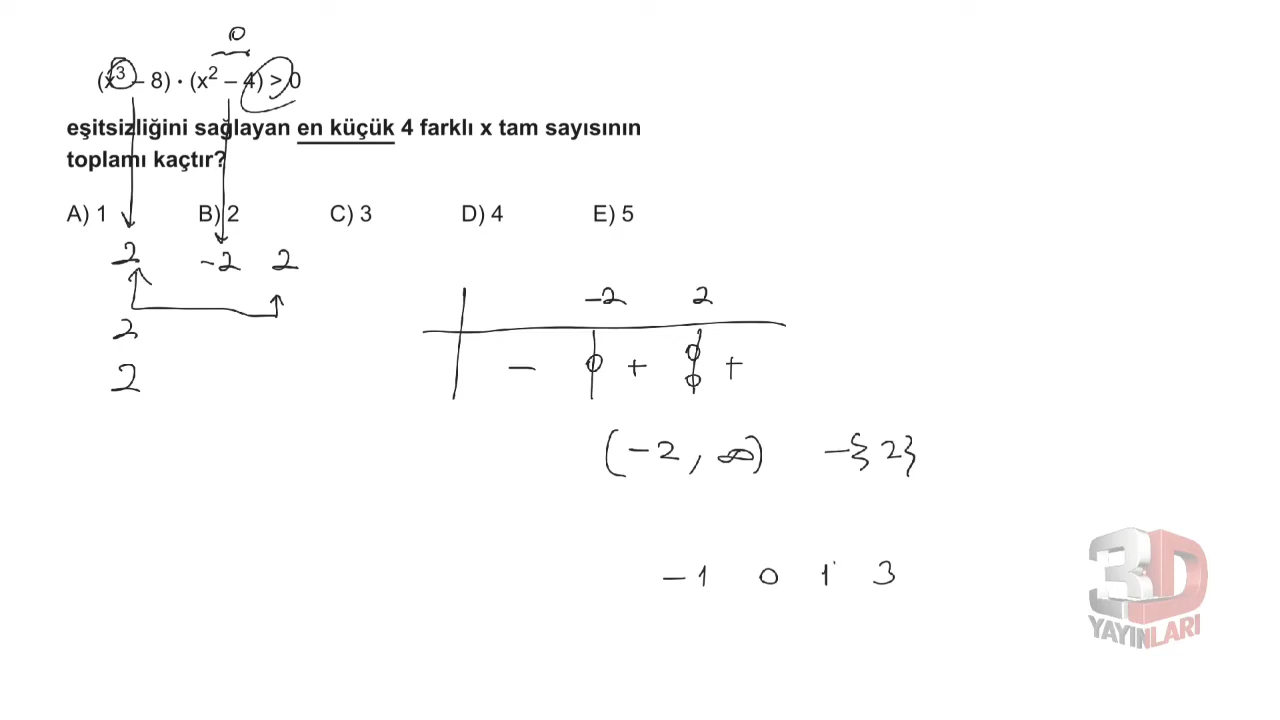 0
(x³ – 8) · (x² – 4) > 0
eşitsizliğini sağlayan en küçük 4 farklı x tam sayısının
toplamı kaçtır?
A) 1 B) 2 C) 3 D) 4 E) 5
2 -2 2
2
2
-2 2
- + +
(-2, ∞) -{2}
-1 0 1 3
3D
YAYINLARI